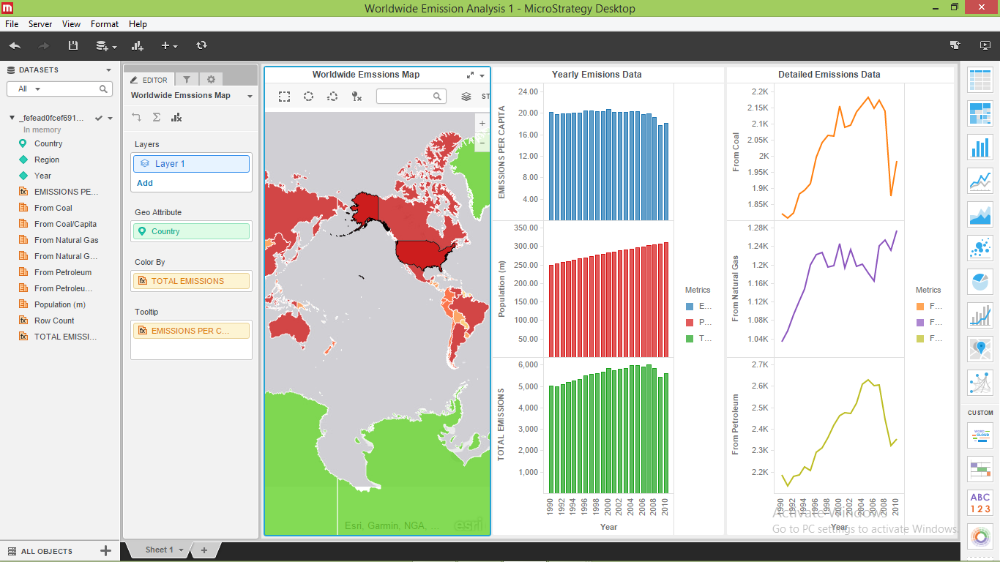 Worldwide Emission Analysis 1 - MicroStrategy Desktop
File Server View Format Help
DATASETS
All
_fefead0fcef691...
In memory
Country
Region
Year
EMISSIONS PE...
From Coal
From Coal/Capita
From Natural Gas
From Natural G...
From Petroleum
From Petroleu...
Population (m)
Row Count
TOTAL EMISSI...
ALL OBJECTS
EDITOR
Worldwide Emssions Map
Layers
Layer 1
Add
Geo Attribute
Country
Color By
TOTAL EMISSIONS
Tooltip
EMISSIONS PER C...
Worldwide Emssions Map
ST
+
−
Esri, Garmin, NGA, ...
esri
Yearly Emisions Data
EMISSIONS PER CAPITA
24.00
20.00
16.00
12.00
8.00
4.00
Population (m)
350.00
300.00
250.00
200.00
150.00
100.00
50.00
TOTAL EMISSIONS
6,000
5,000
4,000
3,000
2,000
1,000
1990 1992 1994 1996 1998 2000 2002 2004 2006 2008 2010
Year
Metrics
E...
P...
T...
Detailed Emissions Data
From Coal
2.2K
2.15K
2.1K
2.05K
2K
1.95K
1.9K
1.85K
From Natural Gas
1.28K
1.24K
1.2K
1.16K
1.12K
1.08K
1.04K
From Petroleum
2.7K
2.6K
2.5K
2.4K
2.3K
2.2K
1990 1992 1994 1996 1998 2000 2002 2004 2006 2008 2010
Year
Metrics
F...
F...
F...
Activate Windows
Go to PC settings to activate Windows.
CUSTOM
WORD
CLOUD
ABC
123
Sheet 1
+